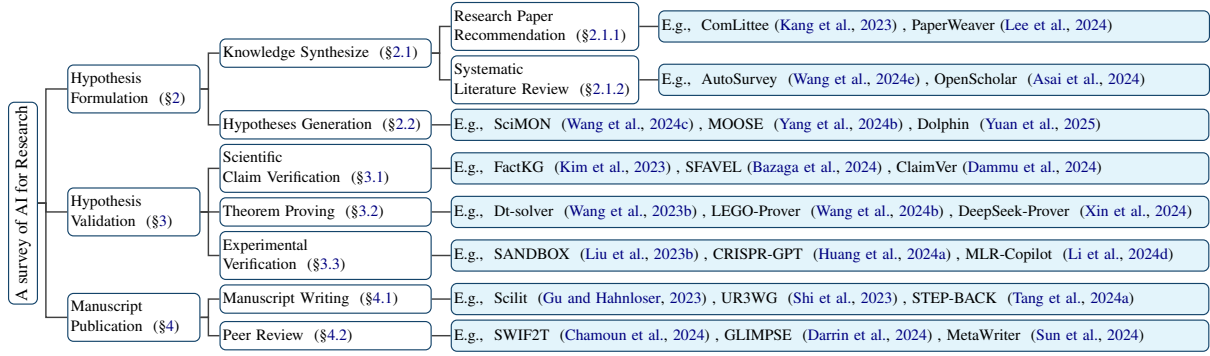 A survey of AI for Research
Hypothesis
Formulation (§2)
Knowledge Synthesize (§2.1)
Research Paper
Recommendation (§2.1.1)
E.g., ComLittee (Kang et al., 2023) , PaperWeaver (Lee et al., 2024)
Systematic
Literature Review (§2.1.2)
E.g., AutoSurvey (Wang et al., 2024e) , OpenScholar (Asai et al., 2024)
Hypotheses Generation (§2.2)
E.g., SciMON (Wang et al., 2024c) , MOOSE (Yang et al., 2024b) , Dolphin (Yuan et al., 2025)
Hypothesis
Validation (§3)
Scientific
Claim Verification (§3.1)
E.g., FactKG (Kim et al., 2023) , SFAVEL (Bazaga et al., 2024) , ClaimVer (Dammu et al., 2024)
Theorem Proving (§3.2)
E.g., Dt-solver (Wang et al., 2023b) , LEGO-Prover (Wang et al., 2024b) , DeepSeek-Prover (Xin et al., 2024)
Experimental
Verification (§3.3)
E.g., SANDBOX (Liu et al., 2023b) , CRISPR-GPT (Huang et al., 2024a) , MLR-Copilot (Li et al., 2024d)
Manuscript
Publication (§4)
Manuscript Writing (§4.1)
E.g., Scilit (Gu and Hahnloser, 2023) , UR3WG (Shi et al., 2023) , STEP-BACK (Tang et al., 2024a)
Peer Review (§4.2)
E.g., SWIF2T (Chamoun et al., 2024) , GLIMPSE (Darrin et al., 2024) , MetaWriter (Sun et al., 2024)